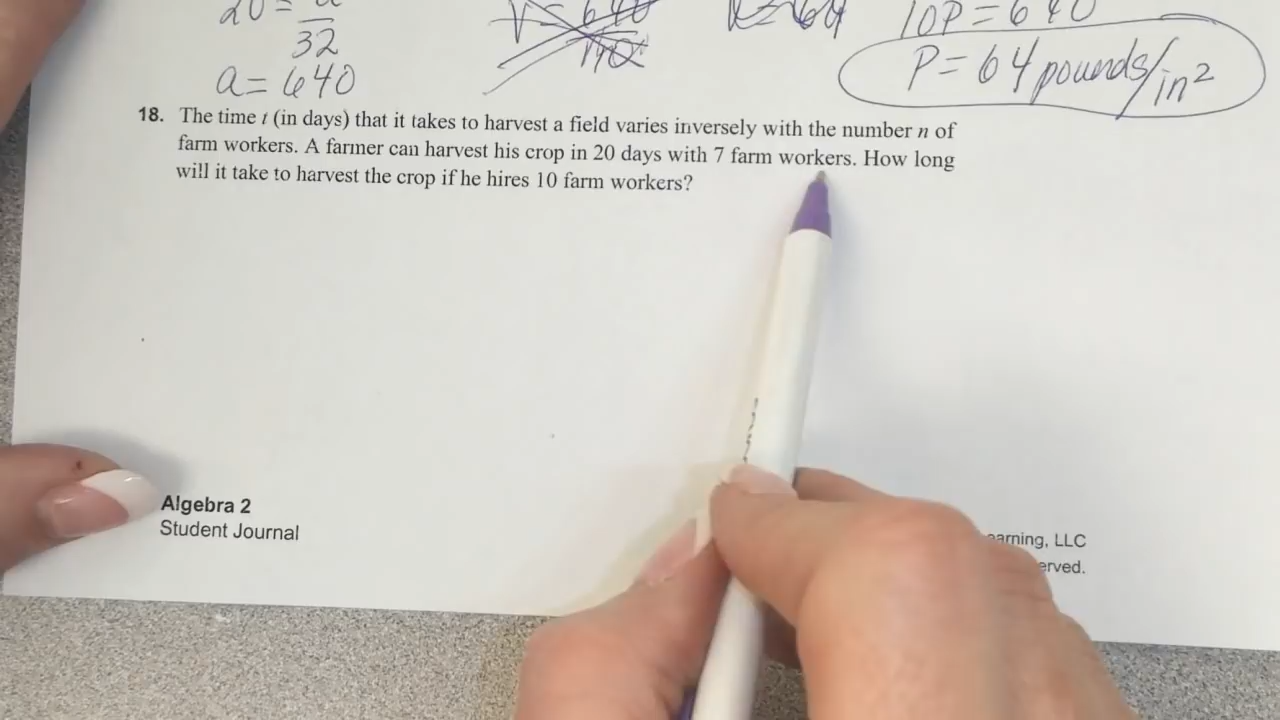 20 =
32
a = 640
V = 640
10P = 640
P = 64 pounds/in²
18. The time t (in days) that it takes to harvest a field varies inversely with the number n of
farm workers. A farmer can harvest his crop in 20 days with 7 farm workers. How long
will it take to harvest the crop if he hires 10 farm workers?
Algebra 2
Student Journal
earning, LLC
erved.